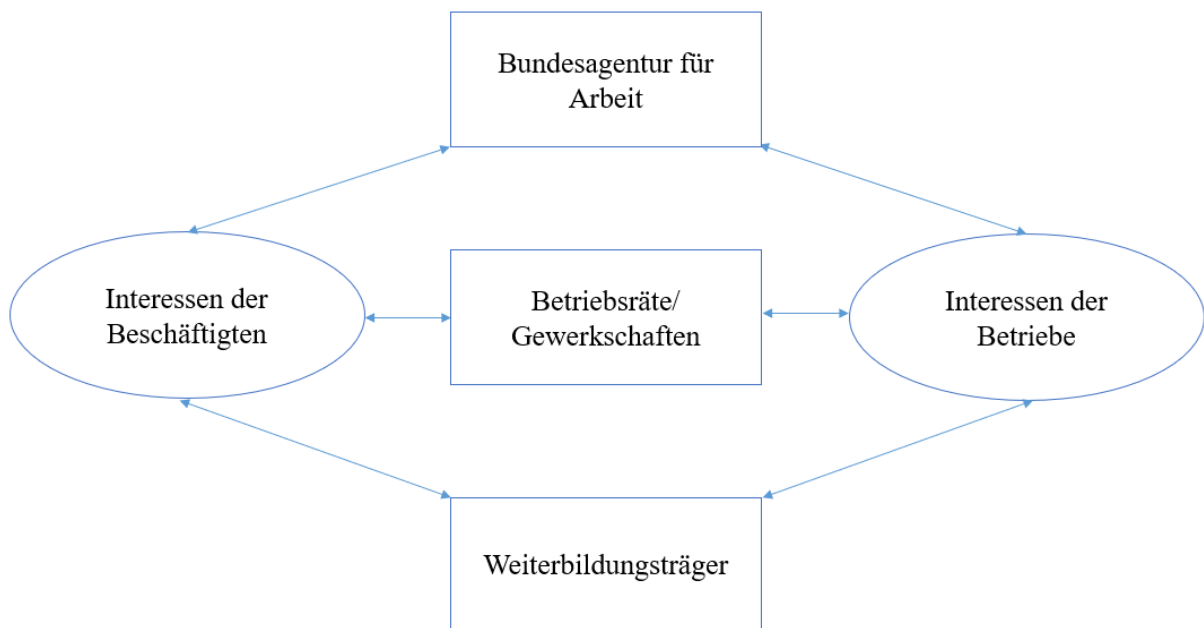 Bundesagentur für
Arbeit
Interessen der
Beschäftigten
Betriebsräte/
Gewerkschaften
Interessen der
Betriebe
Weiterbildungsträger